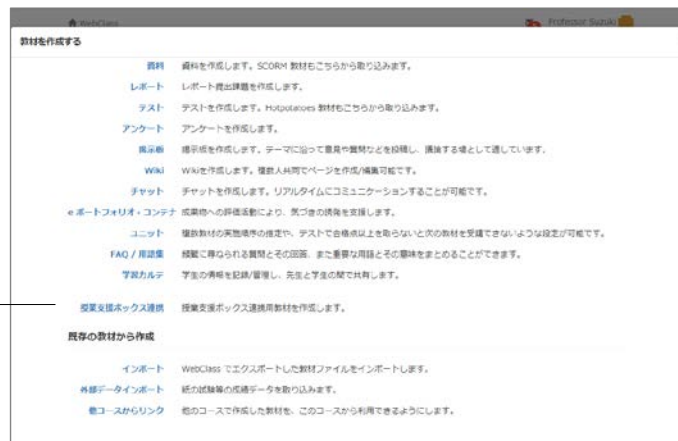 WebClass Professor Suzuki
教材を作成する
資料 資料を作成します。SCORM 教材もこちらから取り込みます。
レポート レポート提出課題を作成します。
テスト テストを作成します。Hotpotatoes 教材もこちらから取り込みます。
アンケート アンケートを作成します。
掲示板 掲示板を作成します。テーマに沿って意見や質問などを投稿し、議論する場として適しています。
Wiki Wikiを作成します。複数人共同でページを作成/編集可能です。
チャット チャットを作成します。リアルタイムにコミュニケーションすることが可能です。
e ポートフォリオ・コンテナ 成果物への評価活動により、気づきの誘発を支援します。
ユニット 複数教材の実施順序の指定や、テストで合格点以上を取らないと次の教材を受講できないような設定が可能です。
FAQ / 用語集 頻繁に尋ねられる質問とその回答、また重要な用語とその意味をまとめることができます。
学習カルテ 学生の情報を記録/管理し、先生と学生の間で共有します。
授業支援ボックス連携 授業支援ボックス連携用教材を作成します。
既存の教材から作成
インポート WebClass でエクスポートした教材ファイルをインポートします。
外部データインポート 紙の試験等の成績データを取り込みます。
他コースからリンク 他のコースで作成した教材を、このコースから利用できるようにします。